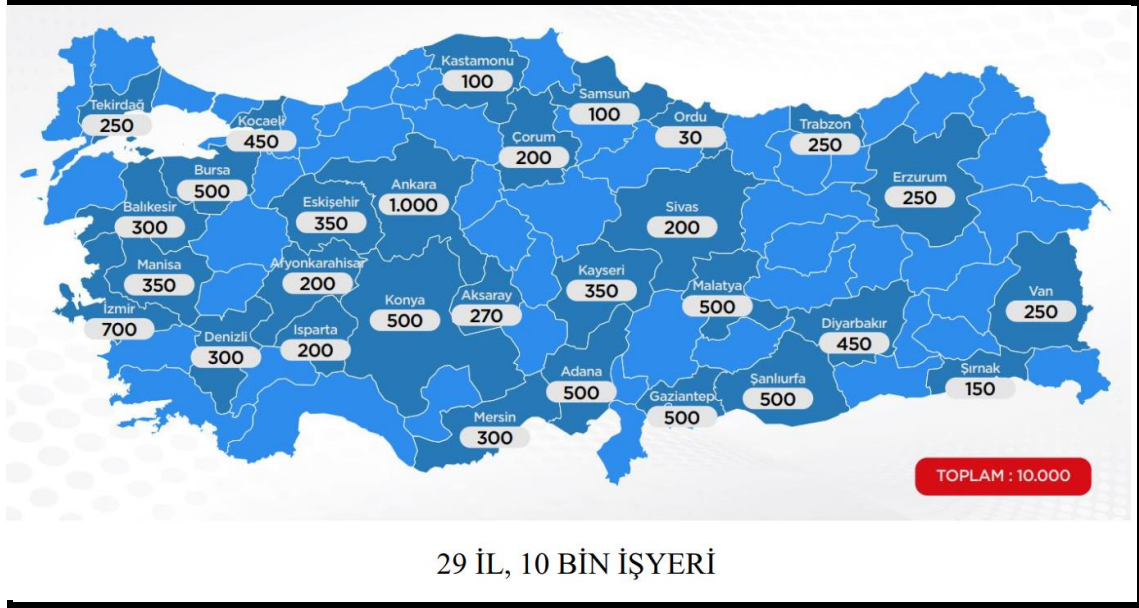 Kastamonu
100
Samsun
100
Tekirdağ
250
Kocaeli
450
Ordu
30
Trabzon
250
Çorum
200
Bursa
500
Ankara
1.000
Erzurum
250
Eskişehir
350
Balıkesir
300
Sivas
200
Manisa
350
Afyonkarahisar
200
Kayseri
350
Malatya
500
Konya
500
Aksaray
270
Van
250
İzmir
700
Denizli
300
Isparta
200
Diyarbakır
450
Adana
500
Şanlıurfa
500
Şırnak
150
Gaziantep
500
Mersin
300
TOPLAM : 10.000
29 İL, 10 BİN İŞYERİ